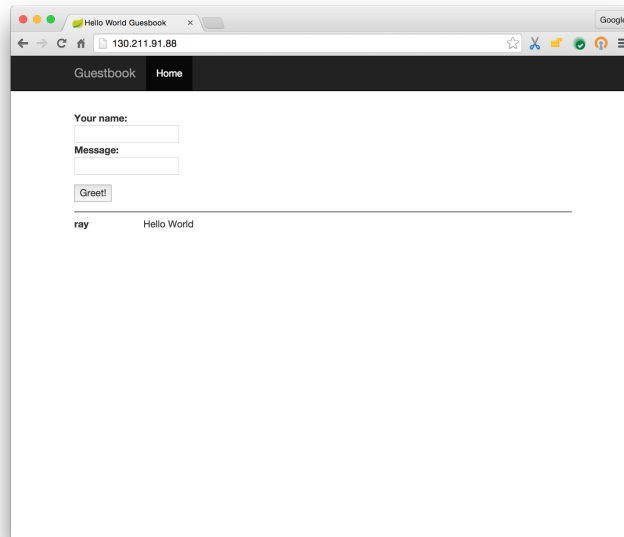 Hello World Guesbook
Google
130.211.91.88
Guestbook Home
Your name:
Message:
Greet!
ray Hello World